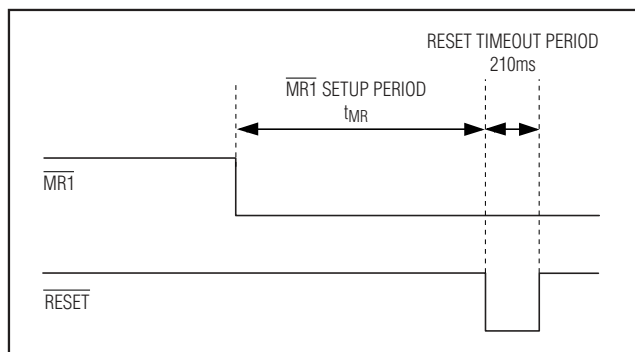 RESET TIMEOUT PERIOD
210ms
MR1 SETUP PERIOD
tMR
MR1
RESET